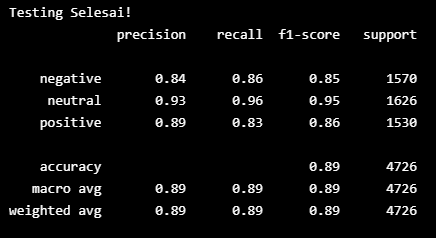 Testing Selesai!
precision recall f1-score support
negative 0.84 0.86 0.85 1570
neutral 0.93 0.96 0.95 1626
positive 0.89 0.83 0.86 1530
accuracy 0.89 4726
macro avg 0.89 0.89 0.89 4726
weighted avg 0.89 0.89 0.89 4726